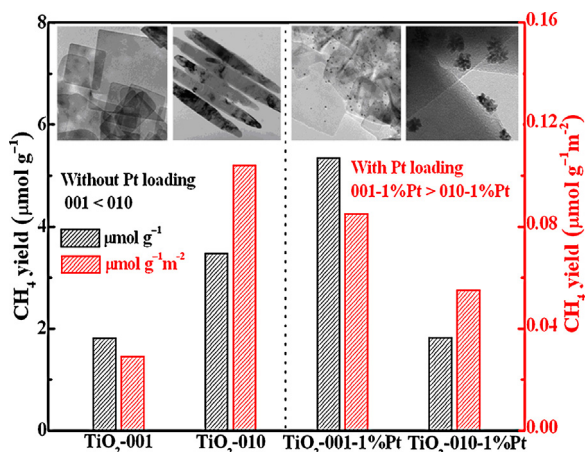 8
6
4
2
0
CH₄ yield (μmol g⁻¹)
Without Pt loading
001 < 010
μmol g⁻¹
μmol g⁻¹m⁻²
With Pt loading
001-1%Pt > 010-1%Pt
0.16
0.12
0.08
0.04
0.00
CH₄ yield (μmol g⁻¹m⁻²)
TiO₂-001
TiO₂-010
TiO₂-001-1%Pt
TiO₂-010-1%Pt